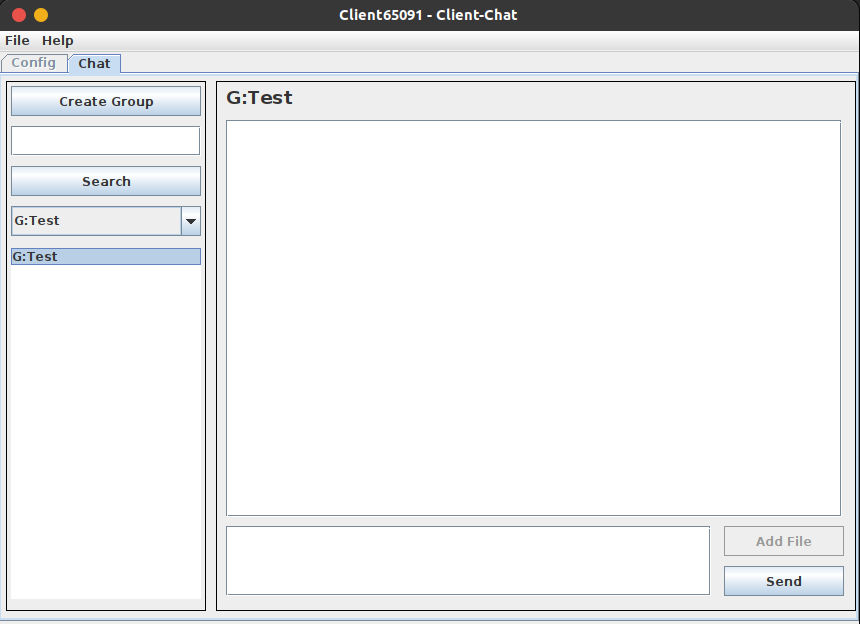 Client65091 - Client-Chat
File Help
Config Chat
Create Group
Search
G:Test
G:Test
G:Test
Add File
Send